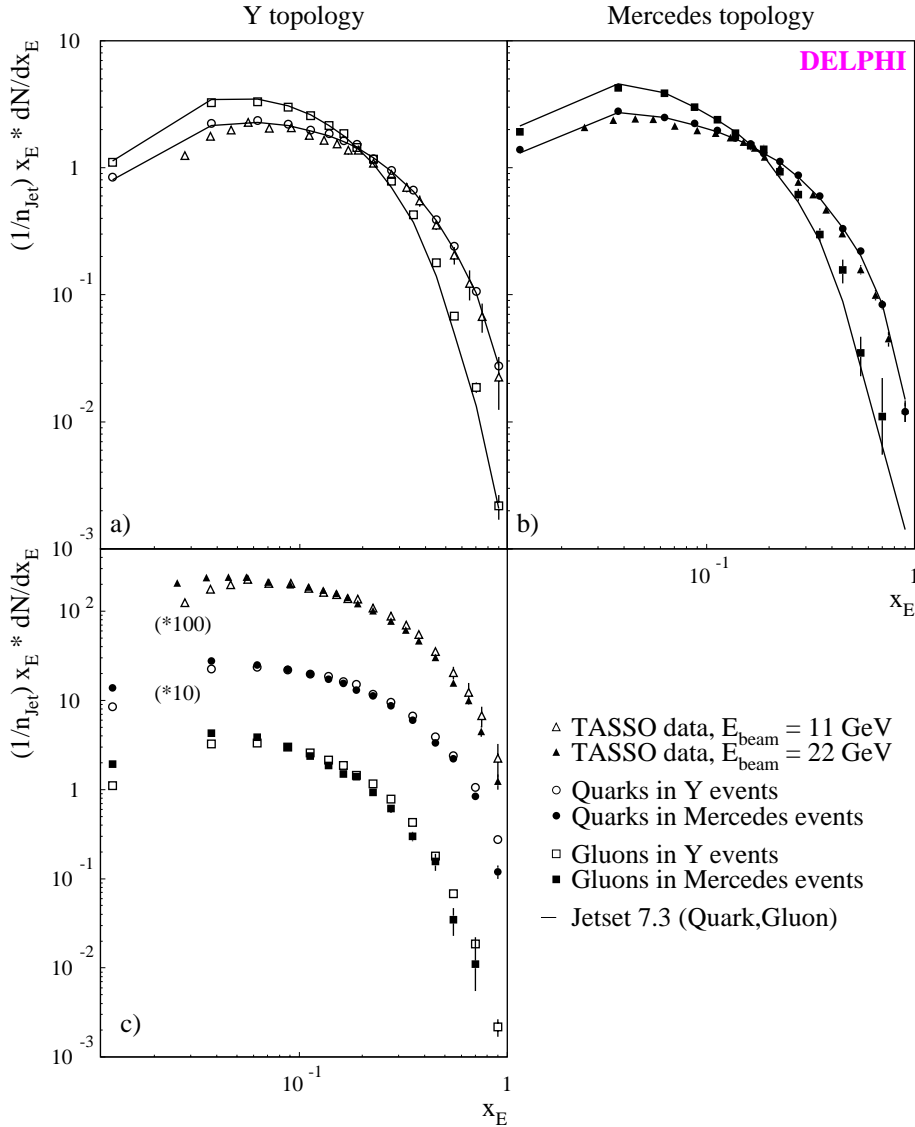 Y topology
Mercedes topology
DELPHI
(1/n_Jet) x_E * dN/dx_E
10
1
10^-1
10^-2
10^-3
a)
b)
10^-1
1
x_E
(1/n_Jet) x_E * dN/dx_E
10^3
10^2
10
1
10^-1
10^-2
10^-3
(*100)
(*10)
c)
10^-1
1
x_E
TASSO data, E_beam = 11 GeV
TASSO data, E_beam = 22 GeV
Quarks in Y events
Quarks in Mercedes events
Gluons in Y events
Gluons in Mercedes events
Jetset 7.3 (Quark,Gluon)